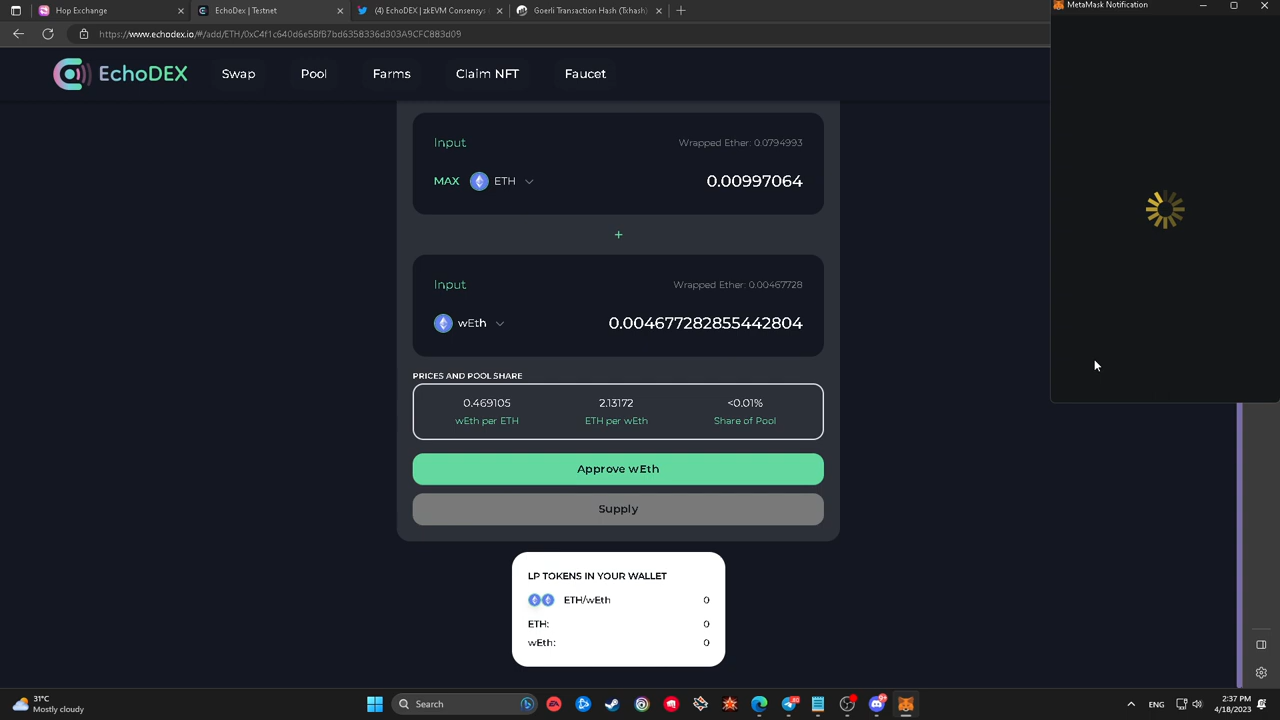 Hop Exchange
EchoDex | Testnet
(4) EchoDEX | zkEVM Consensy
Goerli Transaction Hash (Txhash)
MetaMask Notification
https://www.echodex.io/#/add/ETH/0xC4f1c640d6e5Bf87bd6358336d303A9CFC883d09
EchoDEX
Swap
Pool
Farms
Claim NFT
Faucet
Input
Wrapped Ether: 0.0794993
MAX
ETH
0.00997064
+
Input
Wrapped Ether: 0.00467728
wEth
0.004677282855442804
PRICES AND POOL SHARE
0.469105
2.13172
<0.01%
wEth per ETH
ETH per wEth
Share of Pool
Approve wEth
Supply
LP TOKENS IN YOUR WALLET
ETH/wEth
0
ETH:
0
wEth:
0
31°C
Mostly cloudy
Search
ENG
2:37 PM
4/18/2023